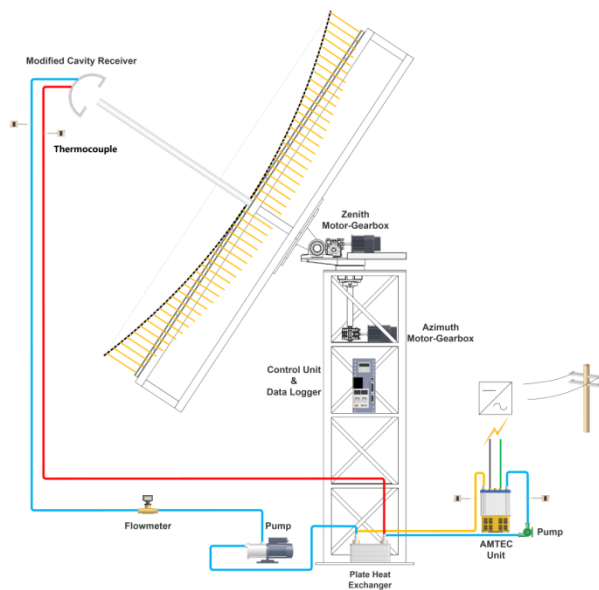 Modified Cavity Receiver
Thermocouple
Zenith
Motor-Gearbox
Azimuth
Motor-Gearbox
Control Unit
&
Data Logger
Flowmeter
Pump
Plate Heat
Exchanger
AMTEC
Unit
Pump